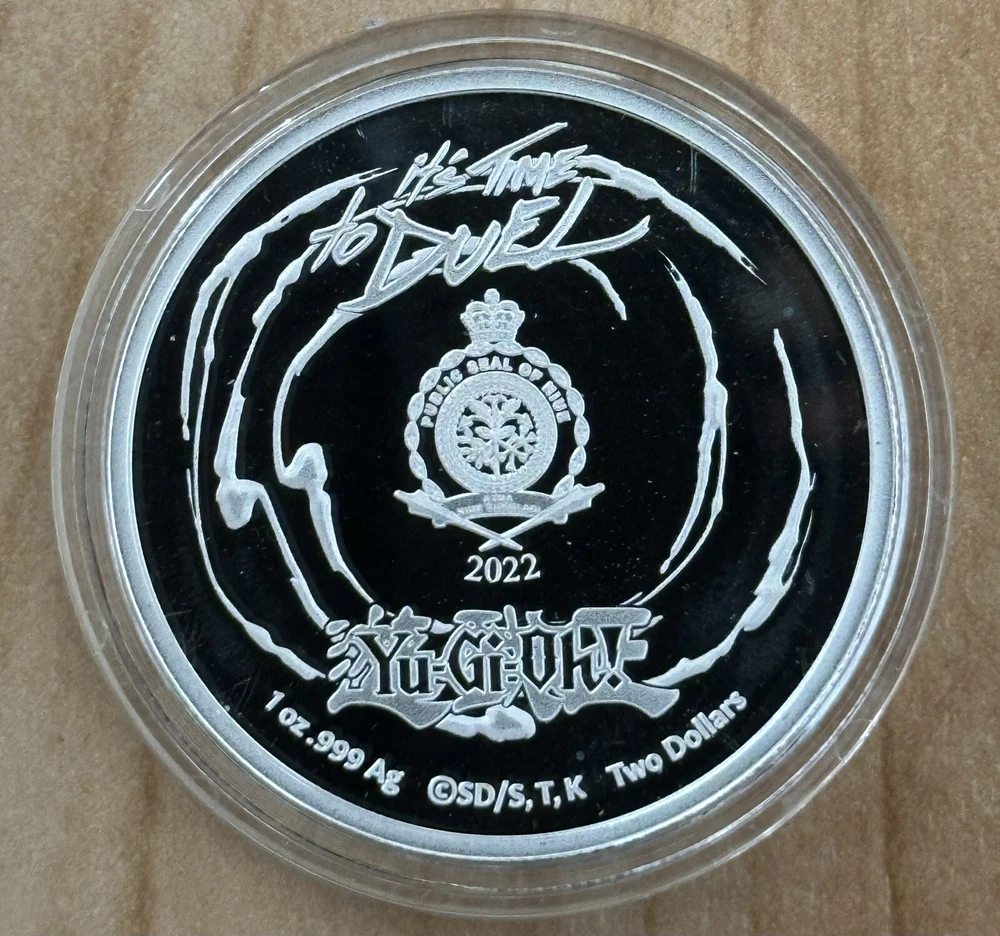 it's TIME
to DUEL
PUBLIC SEAL OF NIUE
2022
Yu-Gi-Oh!
1 oz .999 Ag ©SD/S, T, K Two Dollars